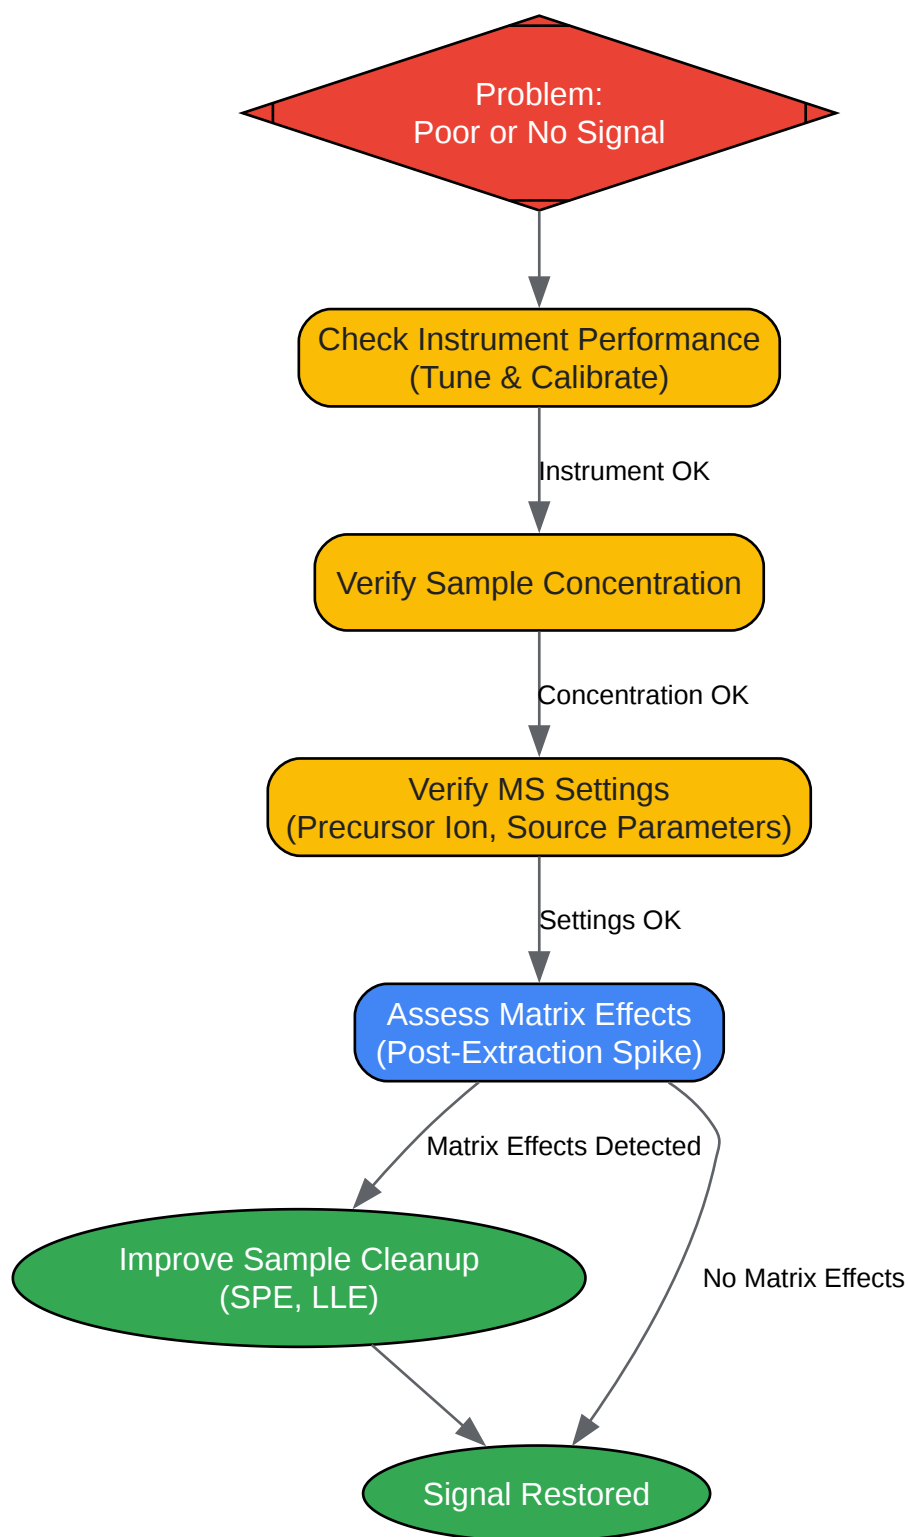 Problem:
Poor or No Signal
Check Instrument Performance
(Tune & Calibrate)
Instrument OK
Verify Sample Concentration
Concentration OK
Verify MS Settings
(Precursor Ion, Source Parameters)
Settings OK
Assess Matrix Effects
(Post-Extraction Spike)
Matrix Effects Detected
Improve Sample Cleanup
(SPE, LLE)
No Matrix Effects
Signal Restored